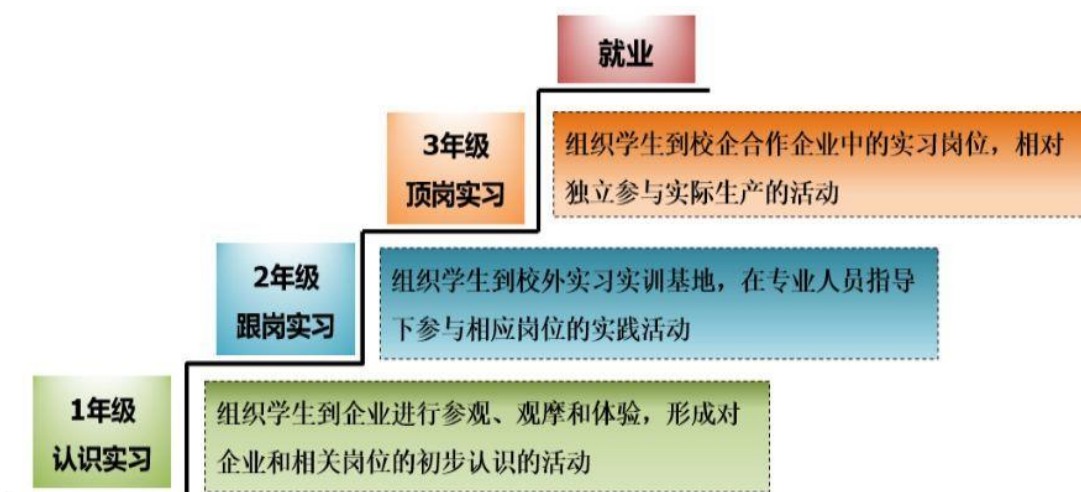 就业
3年级
顶岗实习
组织学生到校企合作企业中的实习岗位，相对
独立参与实际生产的活动
2年级
跟岗实习
组织学生到校外实习实训基地，在专业人员指导
下参与相应岗位的实践活动
1年级
认识实习
组织学生到企业进行参观、观摩和体验，形成对
企业和相关岗位的初步认识的活动